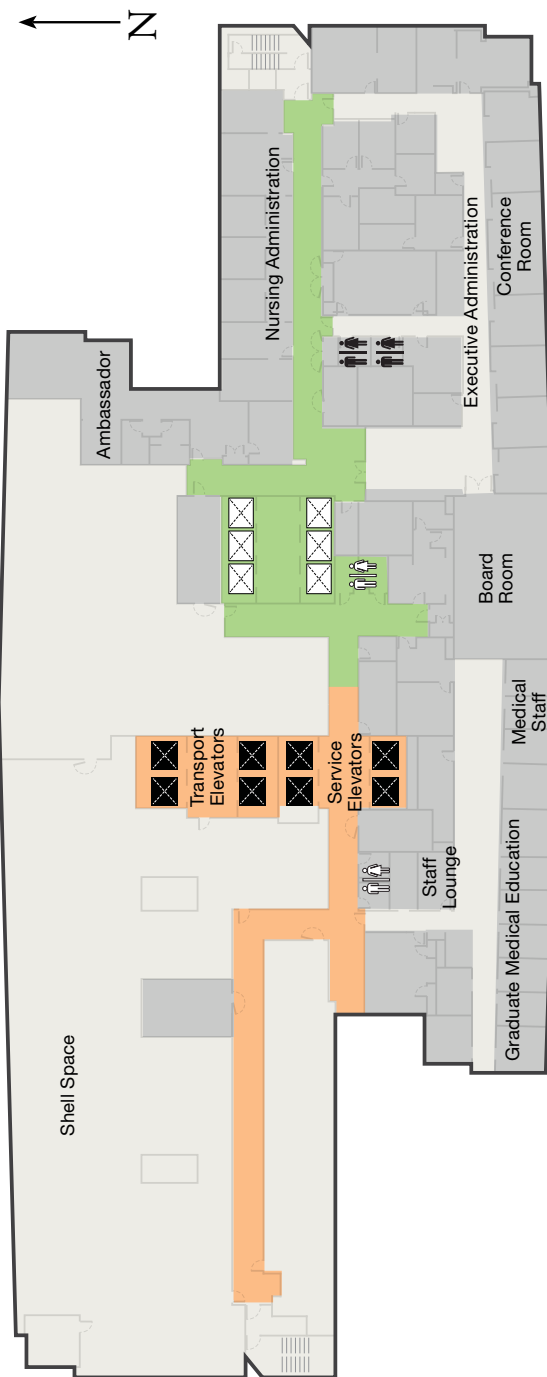 N
Nursing Administration
Conference
Room
Executive Administration
Ambassador
Board
Room
Medical
Staff
Transport
Elevators
Service
Elevators
Staff
Lounge
Graduate Medical Education
Shell Space